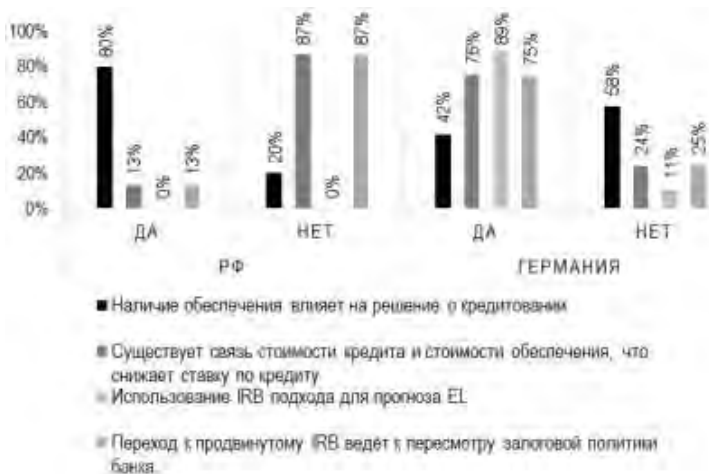 100%
80%
60%
40%
20%
0%
80%
13%
0%
13%
20%
87%
0%
87%
42%
76%
89%
75%
58%
24%
11%
25%
ДА
НЕТ
ДА
НЕТ
РФ
ГЕРМАНИЯ
Наличие обеспечения влияет на решение о кредитовании
Существует связь стоимости кредита и стоимости обеспечения, что
снижает ставку по кредиту
Использование IRB подхода для прогноза EL
Переход к продвинутому IRB ведет к пересмотру залоговой политики
банка.